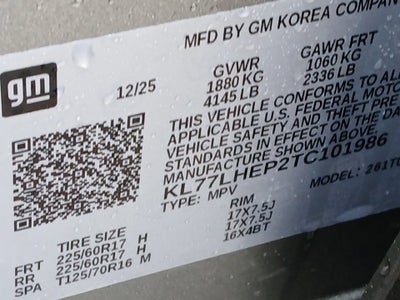 MFD BY GM KOREA COMPAN
gm
12/25
GVWR
1880 KG
4145 LB
GAWR FRT
1060 KG
2336 LB
THIS VEHICLE CONFORMS TO AL
APPLICABLE U.S. FEDERAL MOTO
VEHICLE SAFETY AND THEFT PRE
STANDARDS IN EFFECT ON THE DA
MANUFACTURE SHOWN ABOVE.
KL77LHEP2TC101986
TYPE: MPV
MODEL: 261TU
TIRE SIZE
RIM
FRT 225/60R17 H 17X7.5J
RR 225/60R17 H 17X7.5J
SPA T125/70R16 M 16X4BT